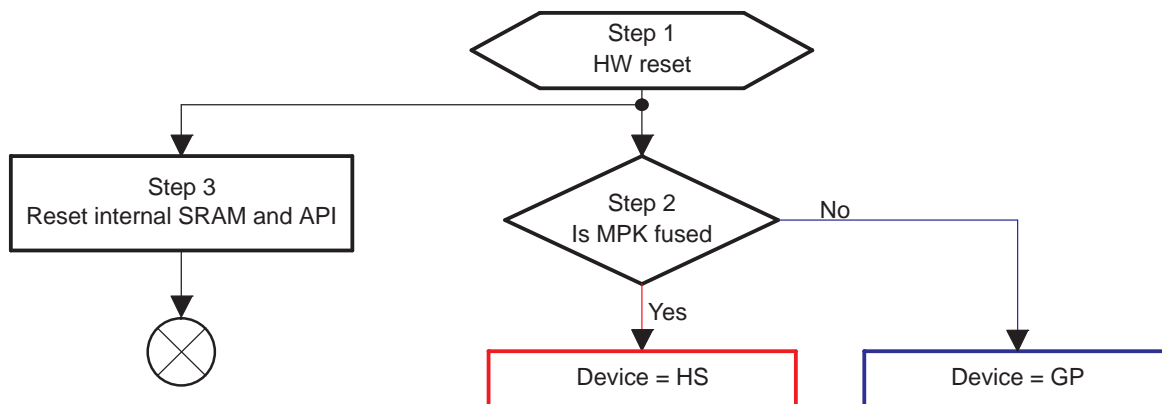 Step 1
HW reset
Step 3
Reset internal SRAM and API
Step 2
Is MPK fused
No
Yes
Device = HS
Device = GP